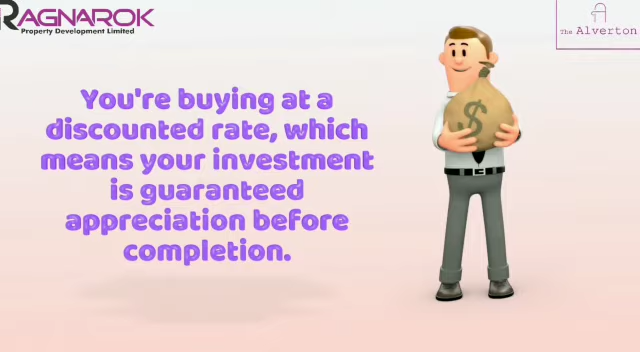 RAGNAROK
Property Development Limited
The Alverton
You're buying at a
discounted rate, which
means your investment
is guaranteed
appreciation before
completion.
$